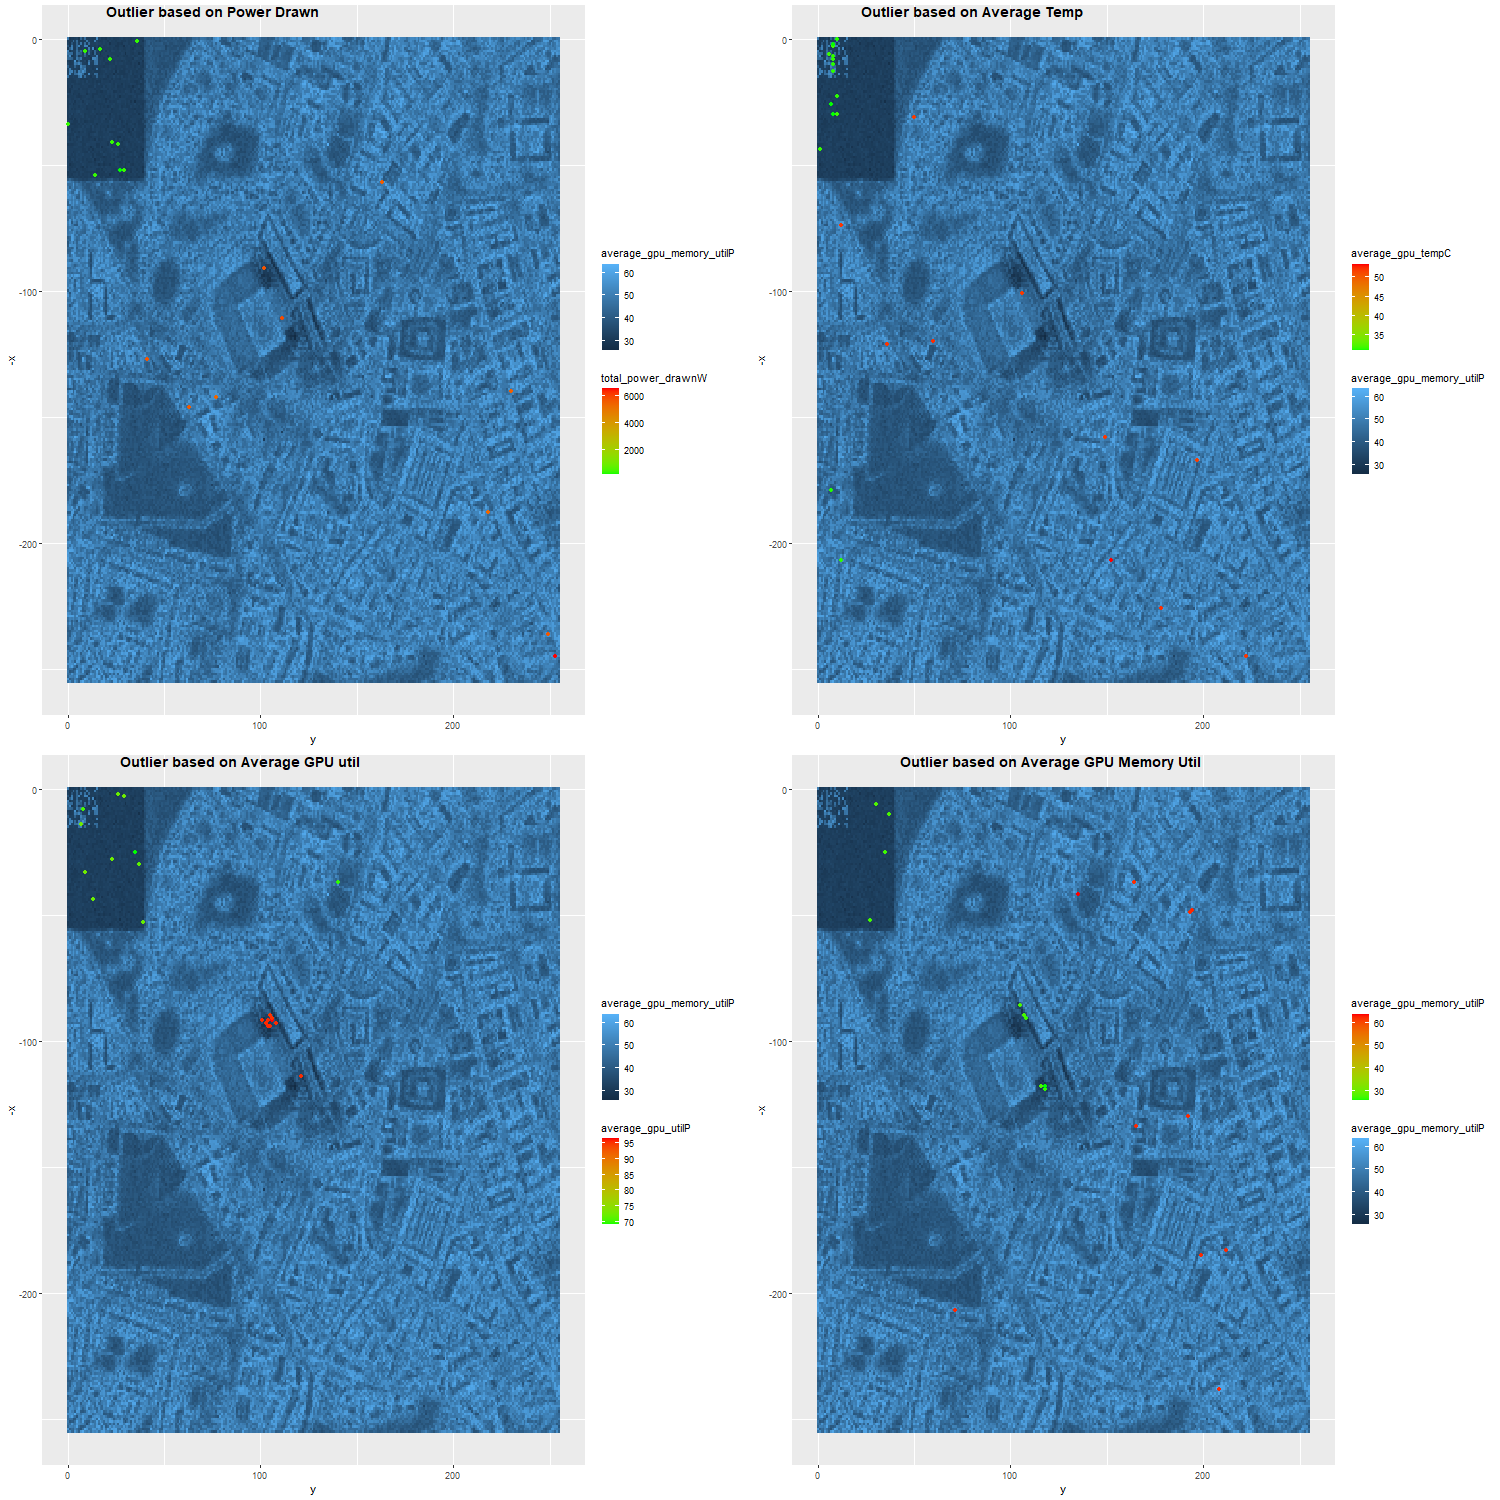 Outlier based on Power Drawn
0
-100
-200
-x
0
100
200
y
average_gpu_memory_utilP
60
50
40
30
total_power_drawnW
6000
4000
2000
Outlier based on Average Temp
0
-100
-200
-x
0
100
200
y
average_gpu_tempC
50
45
40
35
average_gpu_memory_utilP
60
50
40
30
Outlier based on Average GPU util
0
-100
-200
-x
0
100
200
y
average_gpu_memory_utilP
60
50
40
30
average_gpu_utilP
95
90
85
80
75
70
Outlier based on Average GPU Memory Util
0
-100
-200
-x
0
100
200
y
average_gpu_memory_utilP
60
50
40
30
average_gpu_memory_utilP
60
50
40
30